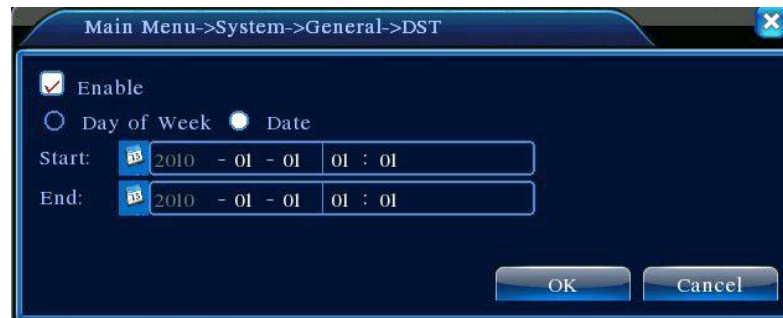 Main Menu->System->General->DST
Enable
Day of Week Date
Start: 2010 - 01 - 01 01 : 01
End: 2010 - 01 - 01 01 : 01
OK Cancel